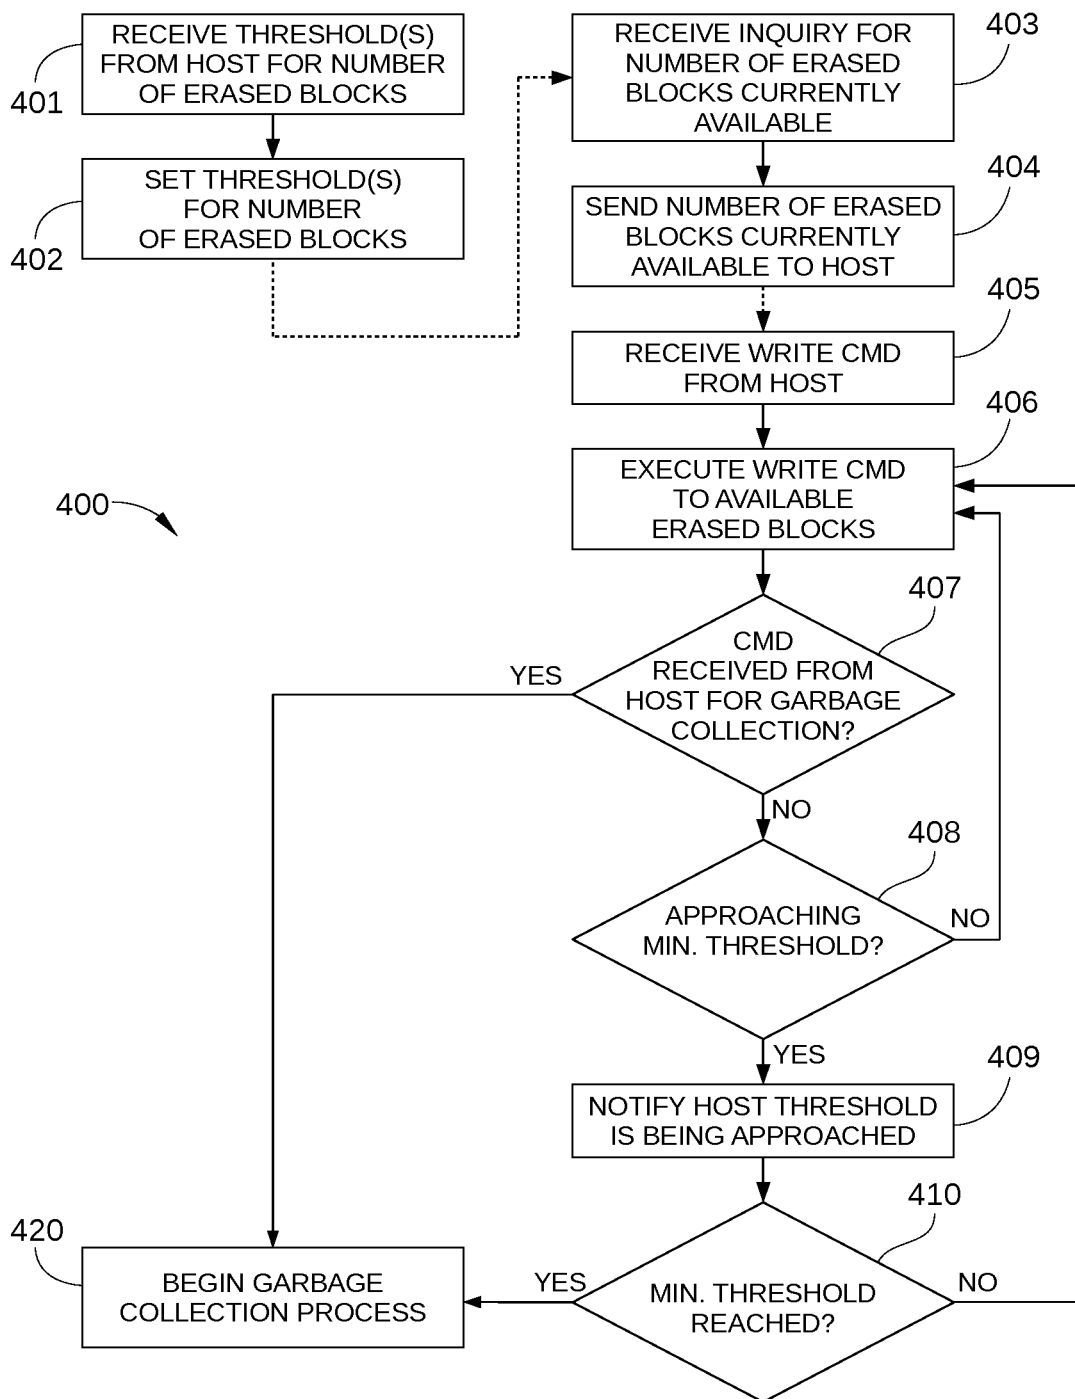 RECEIVE THRESHOLD(S)
FROM HOST FOR NUMBER
OF ERASED BLOCKS
401
SET THRESHOLD(S)
FOR NUMBER
OF ERASED BLOCKS
402
RECEIVE INQUIRY FOR
NUMBER OF ERASED
BLOCKS CURRENTLY
AVAILABLE
403
SEND NUMBER OF ERASED
BLOCKS CURRENTLY
AVAILABLE TO HOST
404
RECEIVE WRITE CMD
FROM HOST
405
EXECUTE WRITE CMD
TO AVAILABLE
ERASED BLOCKS
406
400
CMD
RECEIVED FROM
HOST FOR GARBAGE
COLLECTION?
407
YES
NO
APPROACHING
MIN. THRESHOLD?
408
NO
YES
NOTIFY HOST THRESHOLD
IS BEING APPROACHED
409
MIN. THRESHOLD
REACHED?
410
YES
NO
BEGIN GARBAGE
COLLECTION PROCESS
420